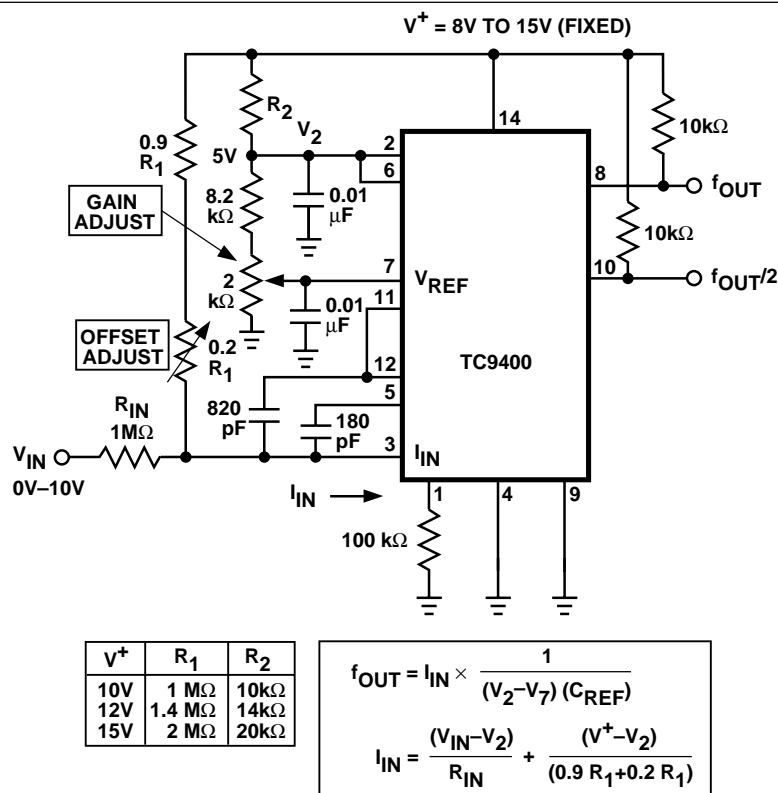 V+ = 8V TO 15V (FIXED)
R2
V2
14
10kΩ
0.9
R1
5V
2
6
8
fOUT
GAIN
ADJUST
8.2
kΩ
0.01
µF
10kΩ
2
kΩ
7
VREF
10
fOUT/2
11
0.01
µF
OFFSET
ADJUST
0.2
R1
12
TC9400
RIN
1MΩ
820
pF
5
180
pF
VIN
0V–10V
3
IIN
IIN
1
4
9
100 kΩ
V+ R1 R2
10V 1 MΩ 10kΩ
12V 1.4 MΩ 14kΩ
15V 2 MΩ 20kΩ
fOUT = IIN × 1 / (V2–V7) (CREF)
IIN = (VIN–V2) / RIN + (V+–V2) / (0.9 R1+0.2 R1)